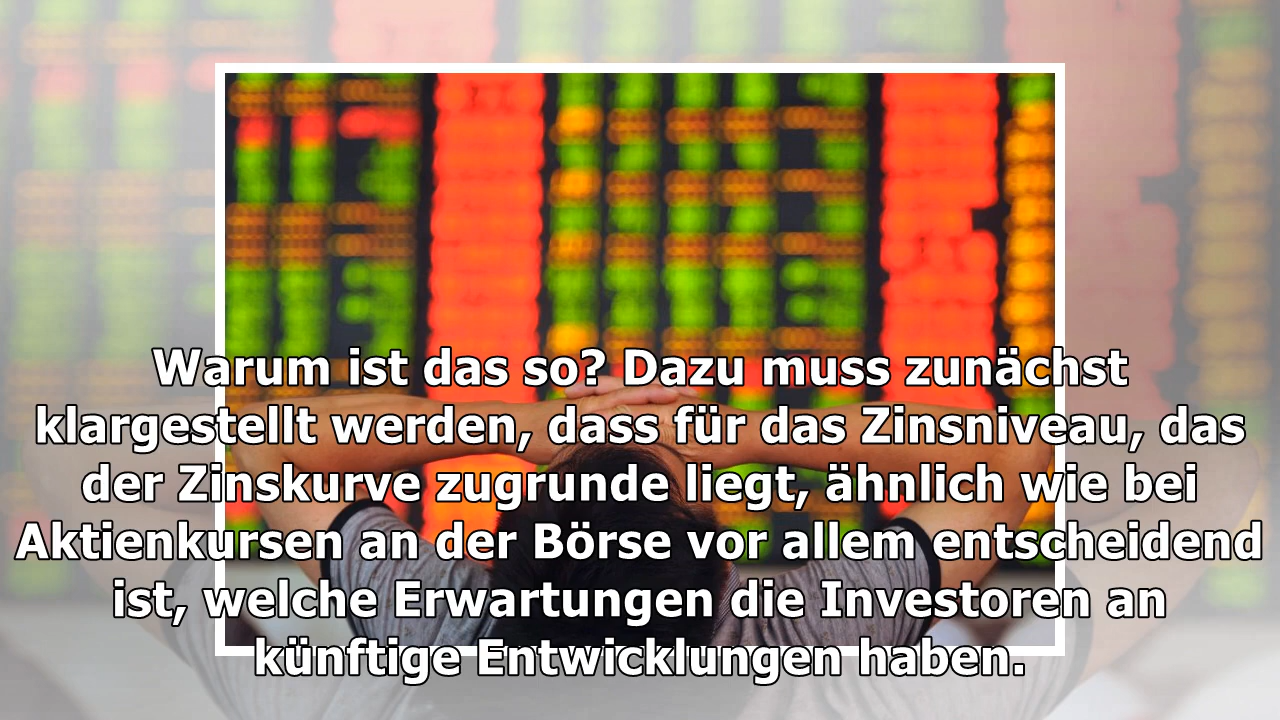 Warum ist das so? Dazu muss zunächst
klargestellt werden, dass für das Zinsniveau, das
der Zinskurve zugrunde liegt, ähnlich wie bei
Aktienkursen an der Börse vor allem entscheidend
ist, welche Erwartungen die Investoren an
künftige Entwicklungen haben.